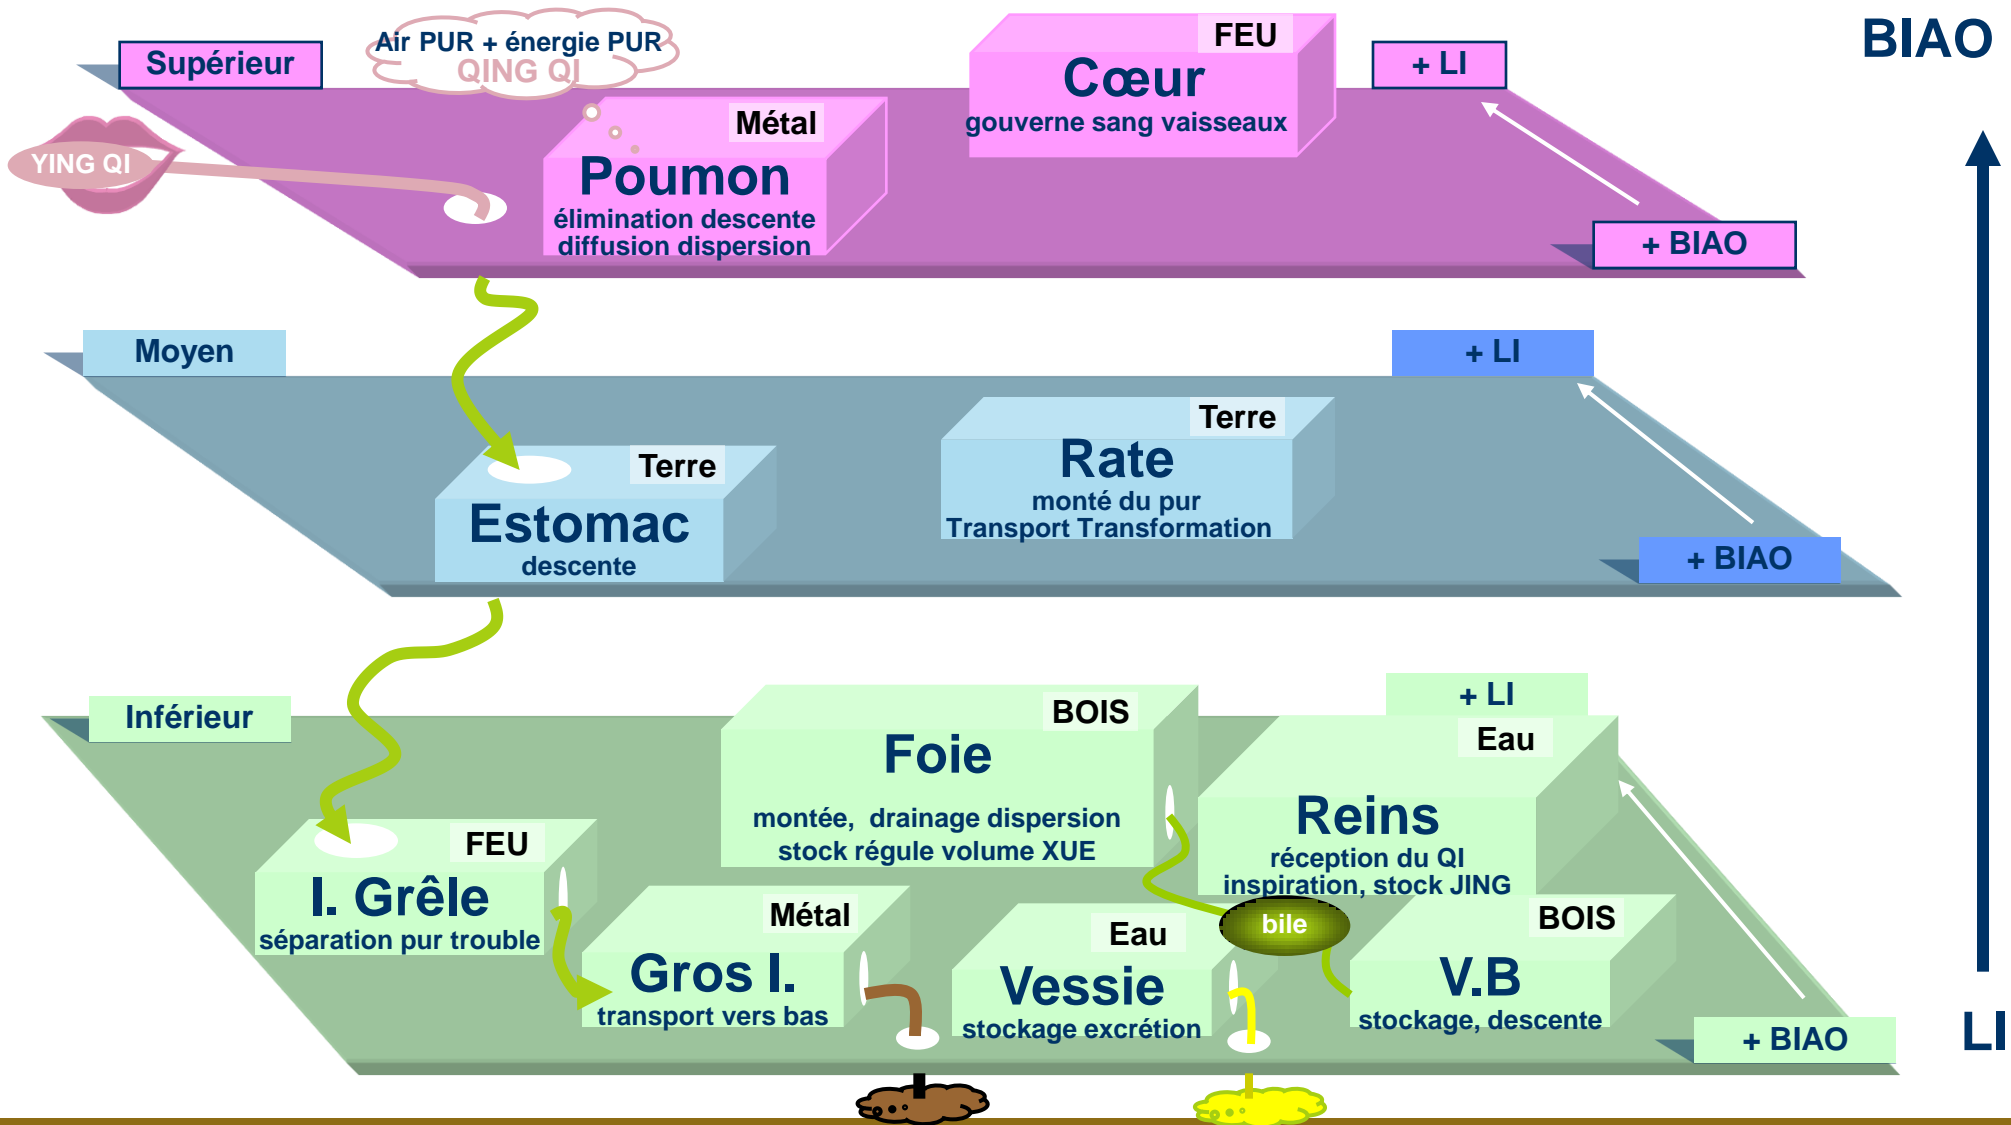 BIAO
Supérieur
Air PUR + énergie PUR
QING QI
FEU
Cœur
gouverne sang vaisseaux
+ LI
YING QI
Métal
Poumon
élimination descente
diffusion dispersion
+ BIAO
Moyen
+ LI
Terre
Estomac
descente
Terre
Rate
monté du pur
Transport Transformation
+ BIAO
Inférieur
+ LI
BOIS
Foie
montée, drainage dispersion
stock régule volume XUE
Eau
Reins
réception du QI
inspiration, stock JING
FEU
I. Grêle
séparation pur trouble
Métal
Gros I.
transport vers bas
Eau
Vessie
stockage excrétion
bile
BOIS
V.B
stockage, descente
+ BIAO
LI